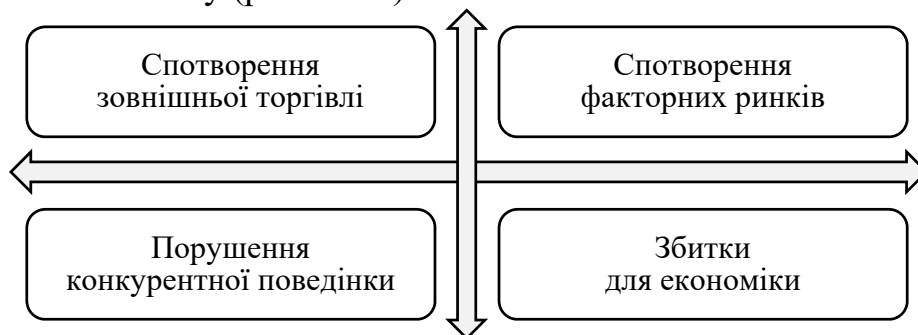 Спотворення
зовнішньої торгівлі
Спотворення
факторних ринків
Порушення
конкурентної поведінки
Збитки
для економіки